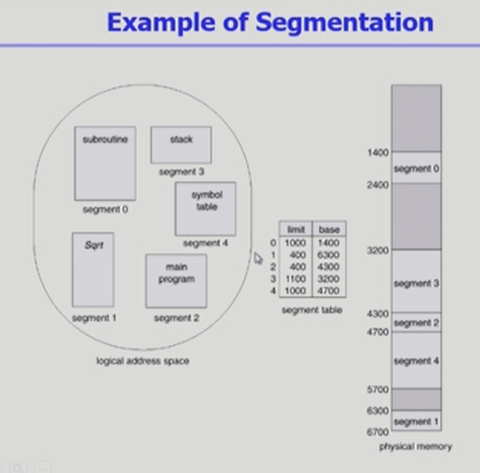 Example of Segmentation
subroutine
stack
segment 3
symbol
table
segment 0
segment 4
Sqrt
main
program
segment 1
segment 2
logical address space
limit base
0 1000 1400
1 400 6300
2 400 4300
3 1100 3200
4 1000 4700
segment table
1400
segment 0
2400
3200
segment 3
4300
segment 2
4700
segment 4
5700
6300
segment 1
6700
physical memory